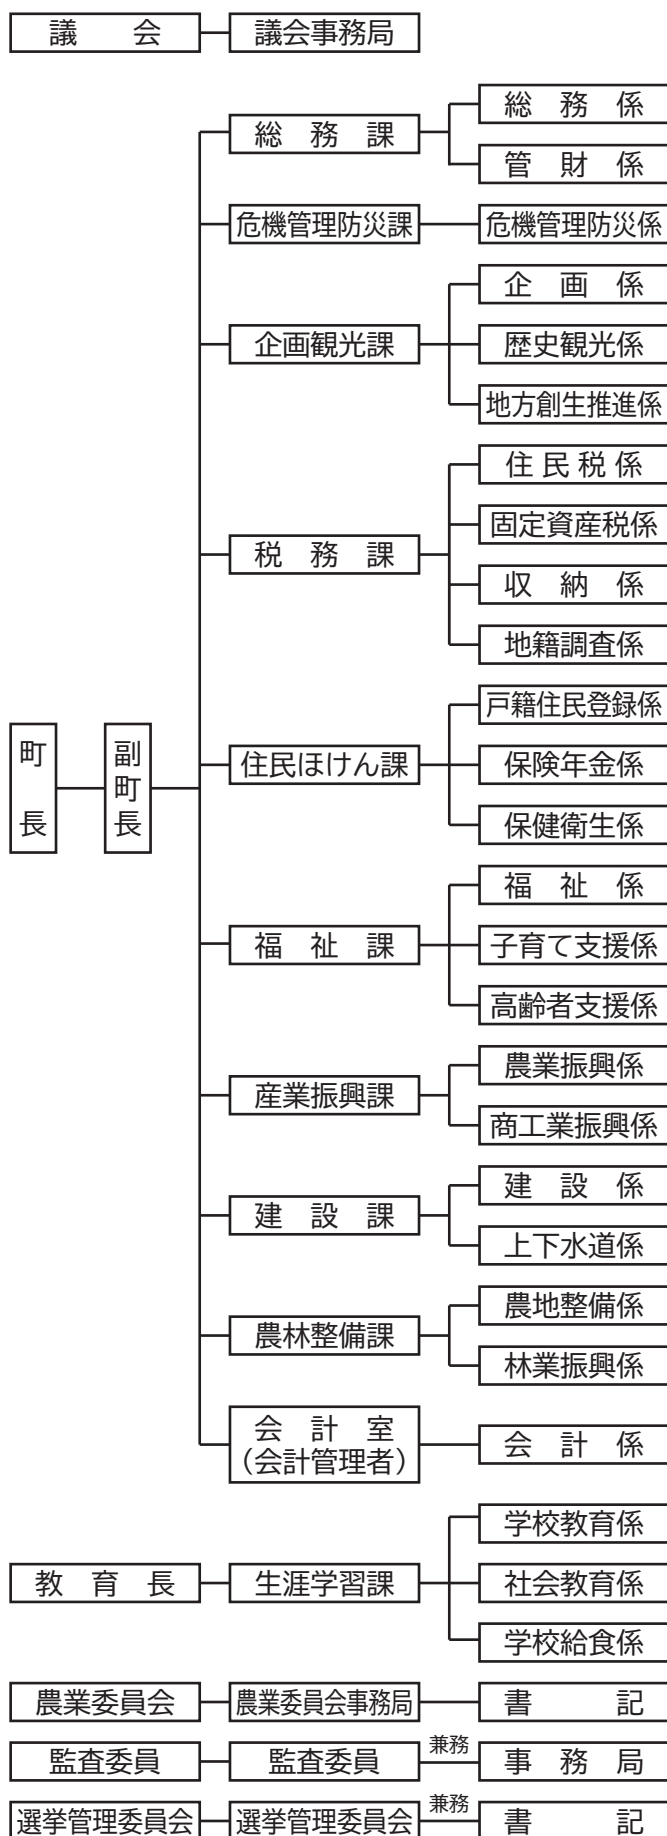 議会 議会事務局
総務係
総務課
管財係
危機管理防災課 危機管理防災係
企画係
企画観光課 歴史観光係
地方創生推進係
住民税係
固定資産税係
税務課
収納係
地籍調査係
戸籍住民登録係
町長 副町長 住民ほけん課 保険年金係
保健衛生係
福祉係
福祉課 子育て支援係
高齢者支援係
農業振興係
産業振興課
商工業振興係
建設係
建設課
上下水道係
農地整備係
農林整備課
林業振興係
会計室
(会計管理者) 会計係
学校教育係
教育長 生涯学習課 社会教育係
学校給食係
農業委員会 農業委員会事務局 書記
監査委員 監査委員 兼務 事務局
選挙管理委員会 選挙管理委員会 兼務 書記